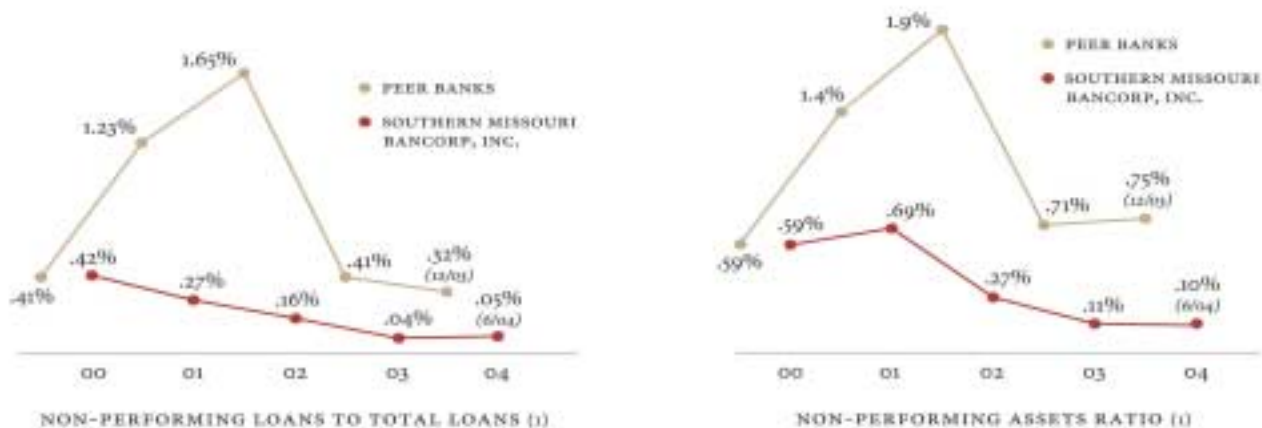 1.65%
1.23%
.41%
.41%
.32%
(12/03)
PEER BANKS
SOUTHERN MISSOURI
BANCORP, INC.
.42%
.27%
.16%
.04%
.05%
(6/04)
00 01 02 03 04
NON-PERFORMING LOANS TO TOTAL LOANS (1)
1.9%
1.4%
.59%
.71%
.75%
(12/03)
PEER BANKS
SOUTHERN MISSOURI
BANCORP, INC.
.59%
.69%
.27%
.11%
.10%
(6/04)
00 01 02 03 04
NON-PERFORMING ASSETS RATIO (1)